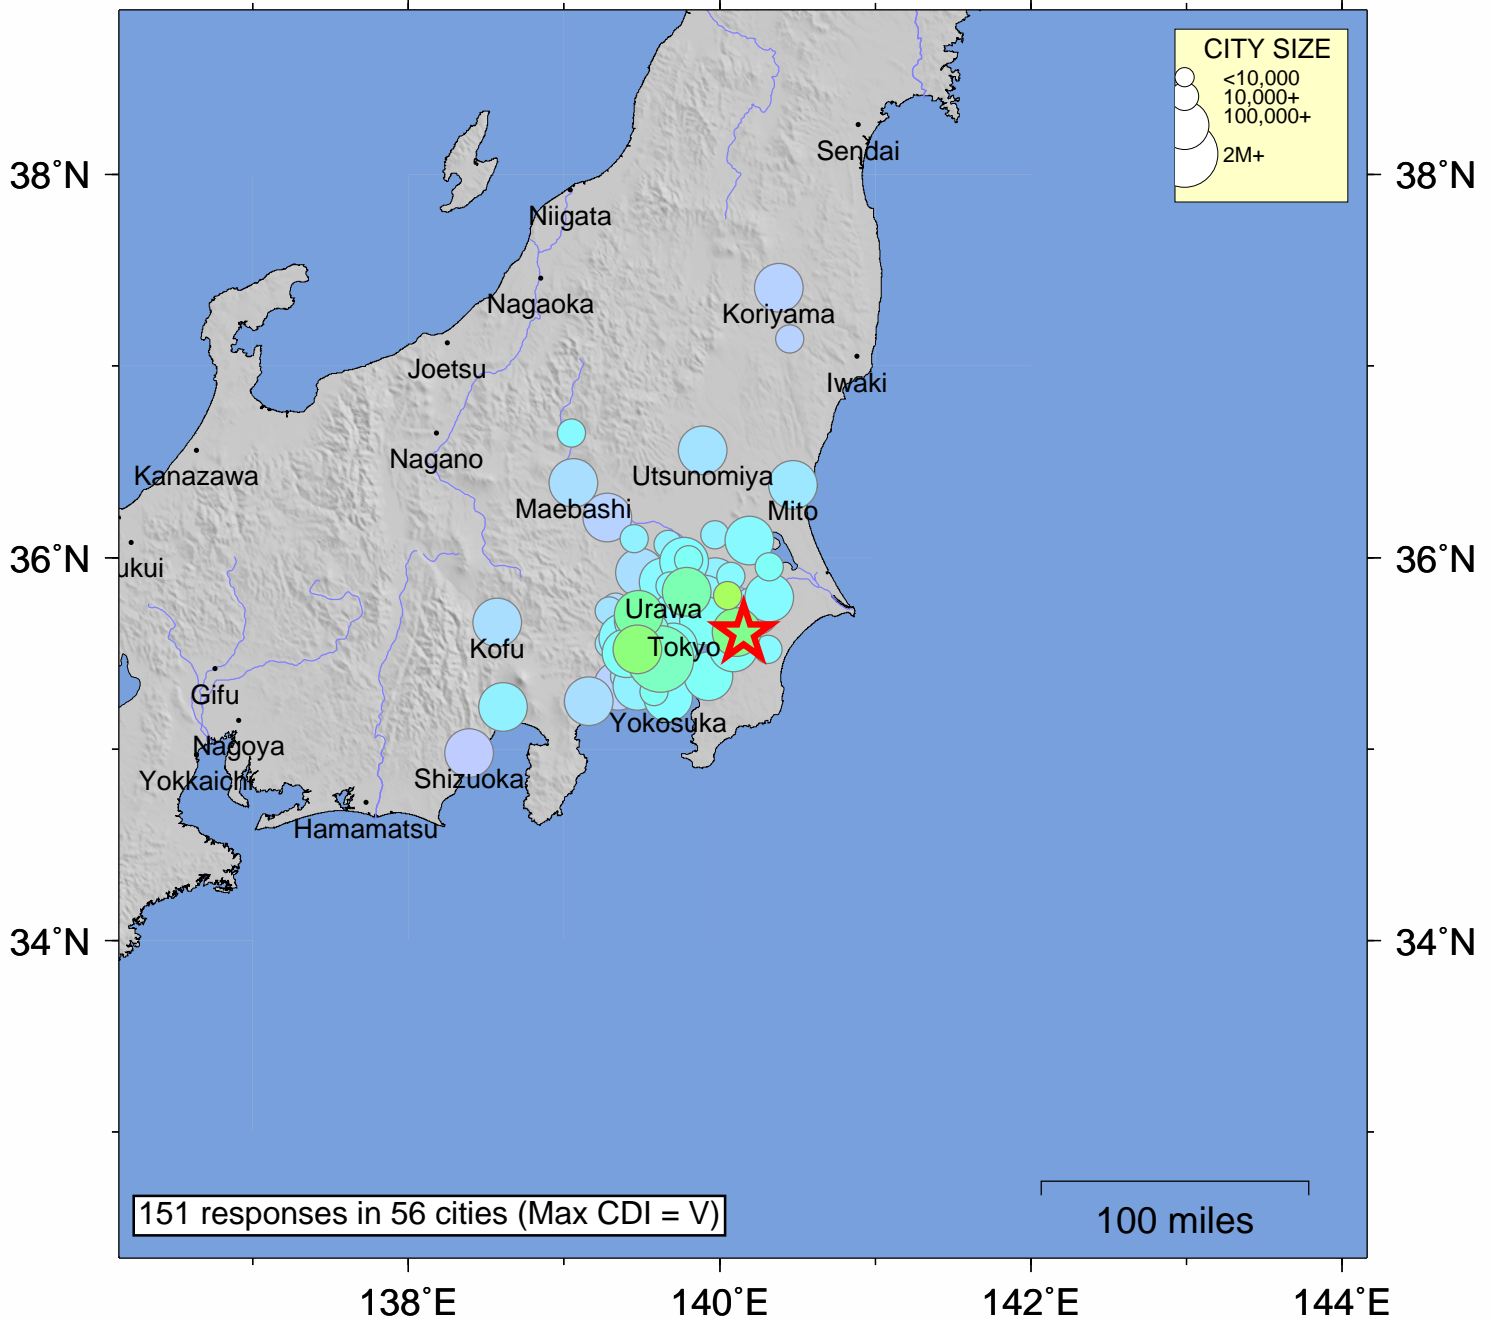 CITY SIZE
<10,000
10,000+
100,000+
2M+
38°N
38°N
Sendai
Niigata
Nagaoka
Koriyama
Joetsu
Iwaki
Nagano
Kanazawa
Utsunomiya
Maebashi
Mito
36°N
36°N
ukui
Urawa
Tokyo
Kofu
Gifu
Yokosuka
Nagoya
Yokkaichi
Shizuoka
Hamamatsu
34°N
34°N
151 responses in 56 cities (Max CDI = V)
100 miles
138°E
140°E
142°E
144°E